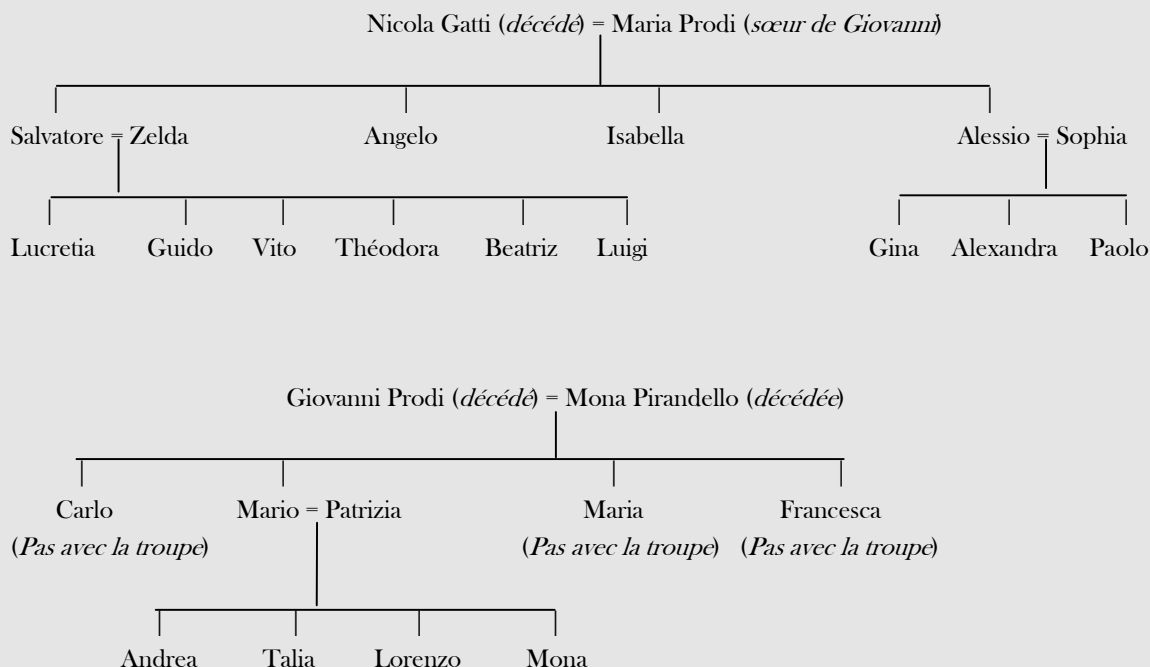 Nicola Gatti (décédé) = Maria Prodi (sœur de Giovanni)
Salvatore = Zelda Angelo Isabella Alessio = Sophia
Lucretia Guido Vito Théodora Beatriz Luigi Gina Alexandra Paolo
Giovanni Prodi (décédé) = Mona Pirandello (décédée)
Carlo Mario = Patrizia Maria Francesca
(Pas avec la troupe) (Pas avec la troupe) (Pas avec la troupe)
Andrea Talia Lorenzo Mona